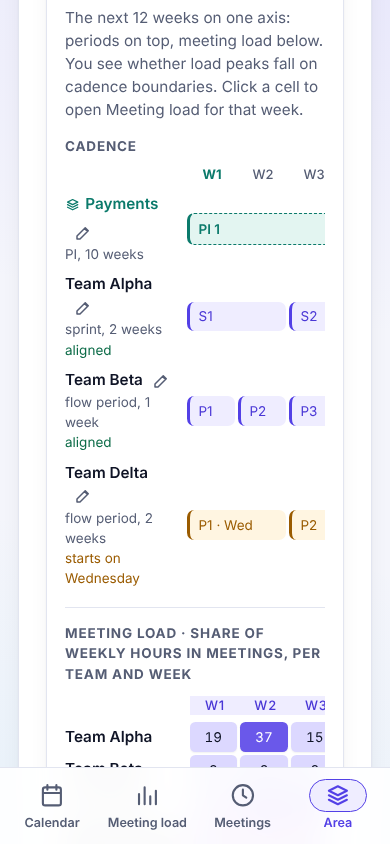 The next 12 weeks on one axis:
periods on top, meeting load below.
You see whether load peaks fall on
cadence boundaries. Click a cell to
open Meeting load for that week.
CADENCE
W1 W2 W3
Payments
PI 1
PI, 10 weeks
Team Alpha
S1 S2
sprint, 2 weeks
aligned
Team Beta
flow period, 1
week
P1 P2 P3
aligned
Team Delta
flow period, 2
weeks
P1 · Wed P2
starts on
Wednesday
MEETING LOAD · SHARE OF
WEEKLY HOURS IN MEETINGS, PER
TEAM AND WEEK
W1 W2 W3
Team Alpha 19 37 15
Calendar Meeting load Meetings Area